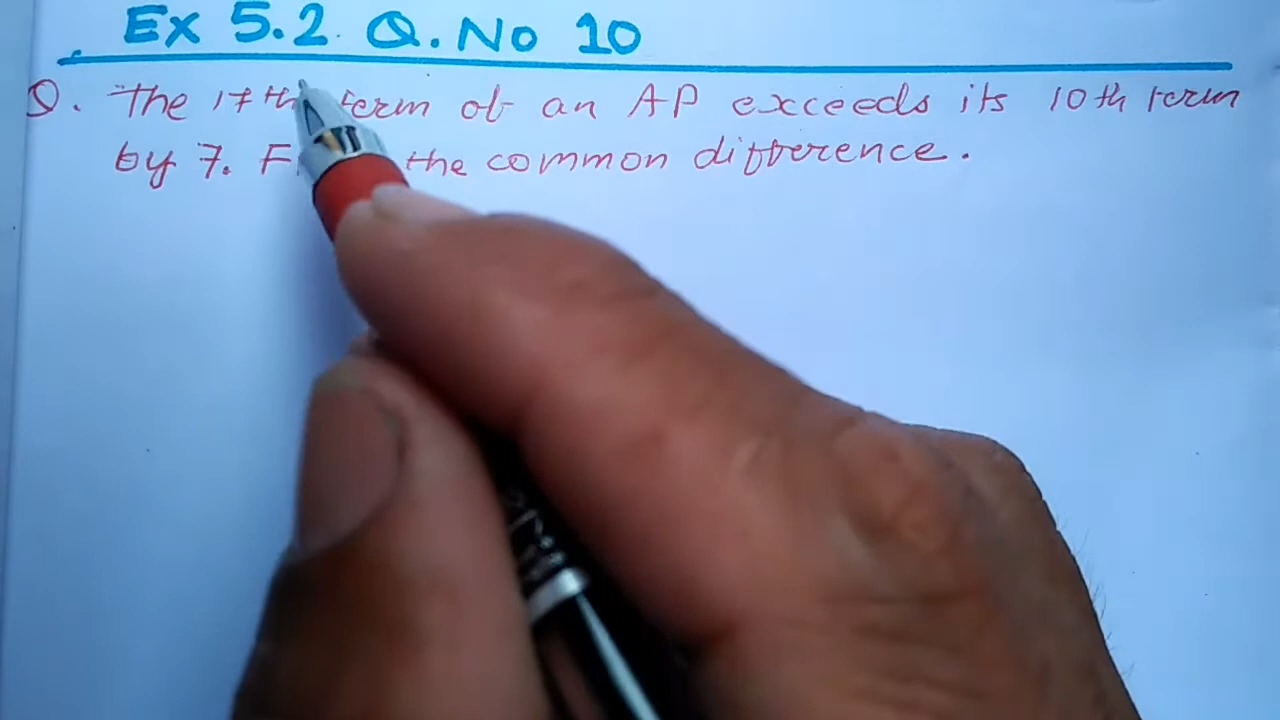 Ex 5.2. Q. No 10
Q. The 17th term of an AP exceeds its 10th term
by 7. the common difference.